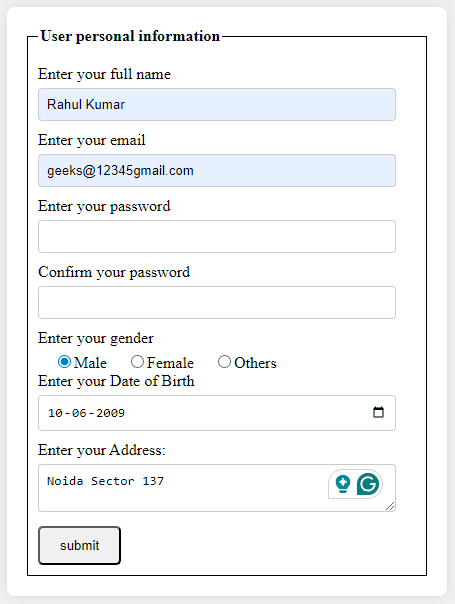 User personal information
Enter your full name
Rahul Kumar
Enter your email
geeks@12345gmail.com
Enter your password
Confirm your password
Enter your gender
Male Female Others
Enter your Date of Birth
10-06-2009
Enter your Address:
Noida Sector 137
submit